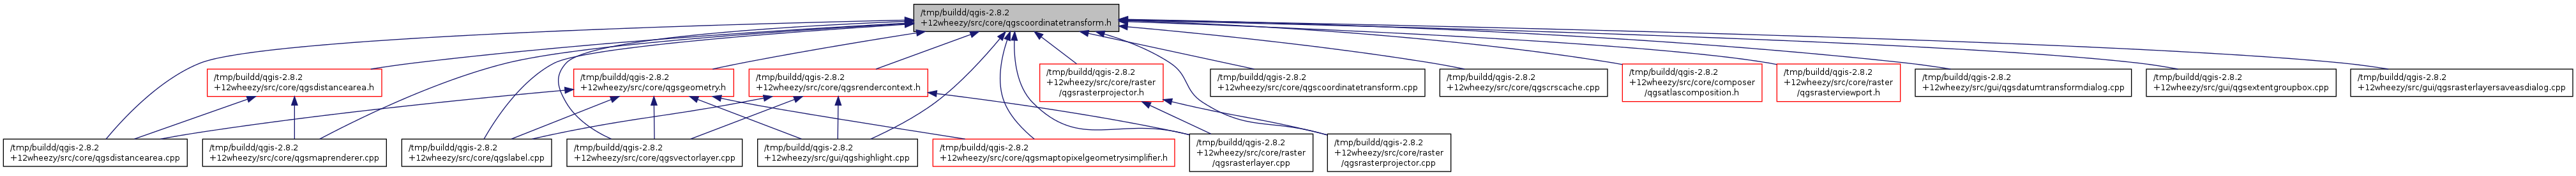 /tmp/buildd/qgis-2.8.2
+12wheezy/src/core/qgscoordinatetransform.h
/tmp/buildd/qgis-2.8.2
+12wheezy/src/core/qgsdistancearea.h
/tmp/buildd/qgis-2.8.2
+12wheezy/src/core/qgsgeometry.h
/tmp/buildd/qgis-2.8.2
+12wheezy/src/core/qgsrendercontext.h
/tmp/buildd/qgis-2.8.2
+12wheezy/src/core/raster
/qgsrasterprojector.h
/tmp/buildd/qgis-2.8.2
+12wheezy/src/core/qgscoordinatetransform.cpp
/tmp/buildd/qgis-2.8.2
+12wheezy/src/core/qgscrscache.cpp
/tmp/buildd/qgis-2.8.2
+12wheezy/src/core/composer
/qgsatlascomposition.h
/tmp/buildd/qgis-2.8.2
+12wheezy/src/core/raster
/qgsrasterviewport.h
/tmp/buildd/qgis-2.8.2
+12wheezy/src/gui/qgsdatumtransformdialog.cpp
/tmp/buildd/qgis-2.8.2
+12wheezy/src/gui/qgsextentgroupbox.cpp
/tmp/buildd/qgis-2.8.2
+12wheezy/src/gui/qgsrasterlayersaveasdialog.cpp
/tmp/buildd/qgis-2.8.2
+12wheezy/src/core/qgsdistancearea.cpp
/tmp/buildd/qgis-2.8.2
+12wheezy/src/core/qgsmaprenderer.cpp
/tmp/buildd/qgis-2.8.2
+12wheezy/src/core/qgslabel.cpp
/tmp/buildd/qgis-2.8.2
+12wheezy/src/core/qgsvectorlayer.cpp
/tmp/buildd/qgis-2.8.2
+12wheezy/src/gui/qgshighlight.cpp
/tmp/buildd/qgis-2.8.2
+12wheezy/src/core/qgsmaptopixelgeometrysimplifier.h
/tmp/buildd/qgis-2.8.2
+12wheezy/src/core/raster
/qgsrasterlayer.cpp
/tmp/buildd/qgis-2.8.2
+12wheezy/src/core/raster
/qgsrasterprojector.cpp